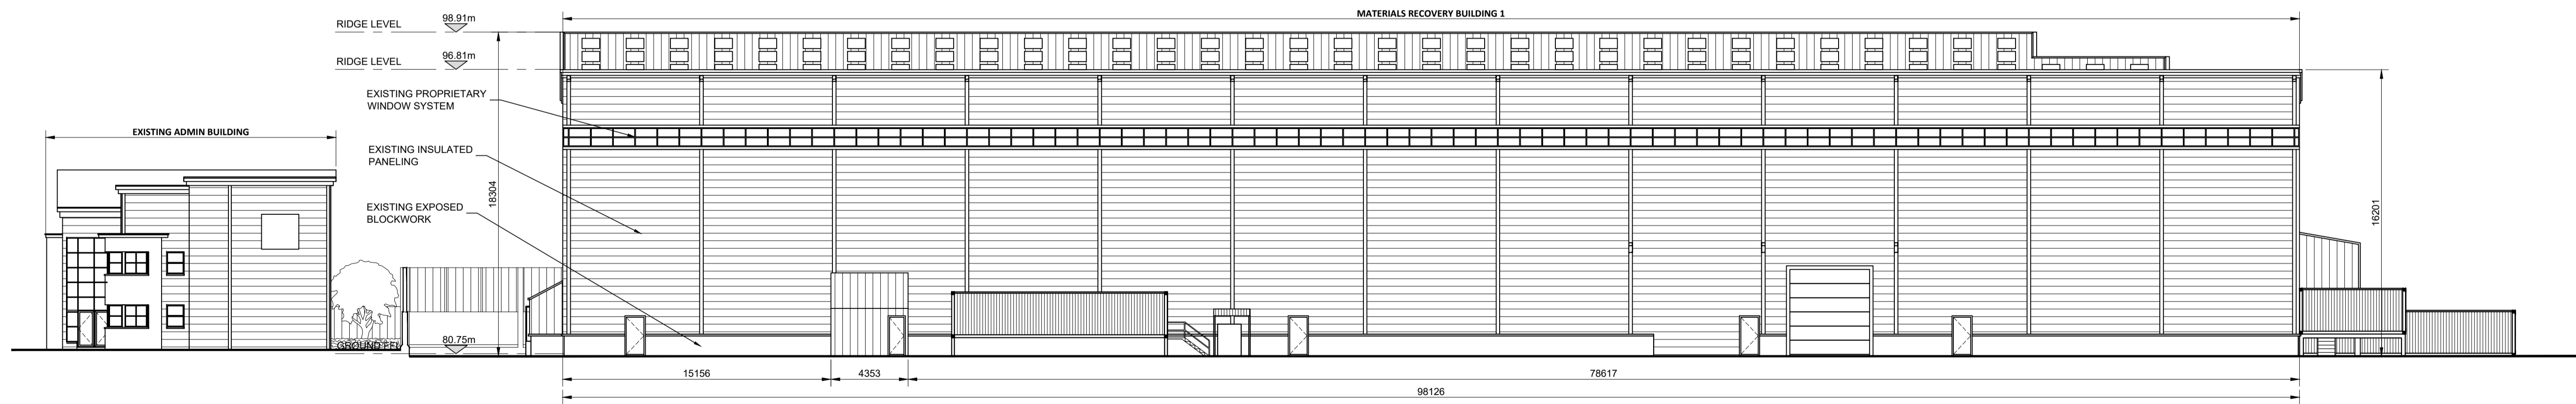 MATERIALS RECOVERY BUILDING 1
RIDGE LEVEL 98.91m
RIDGE LEVEL 96.81m
EXISTING PROPRIETARY
WINDOW SYSTEM
EXISTING ADMIN BUILDING
EXISTING INSULATED
PANELING
18304
16201
EXISTING EXPOSED
BLOCKWORK
GROUND FFL 80.75m
15156
4353
78617
98126